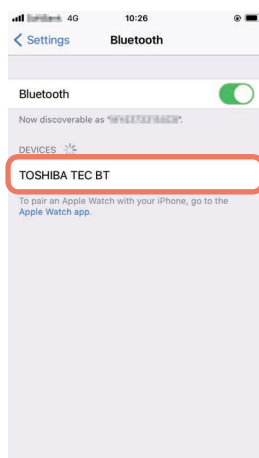 4G 10:26
Settings Bluetooth
Bluetooth
Now discoverable as "
DEVICES
TOSHIBA TEC BT
To pair an Apple Watch with your iPhone, go to the
Apple Watch app.